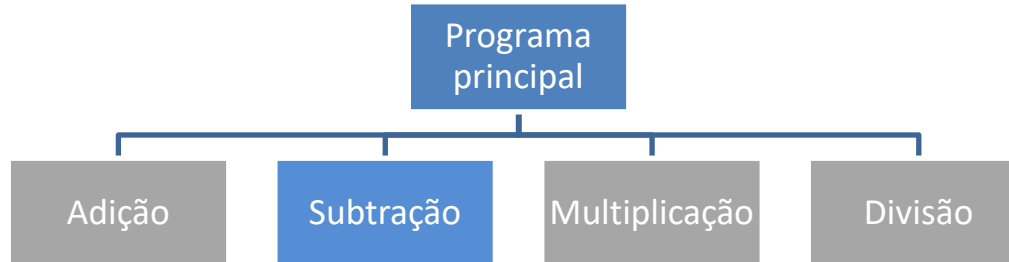 Programa
principal
Adição
Subtração
Multiplicação
Divisão